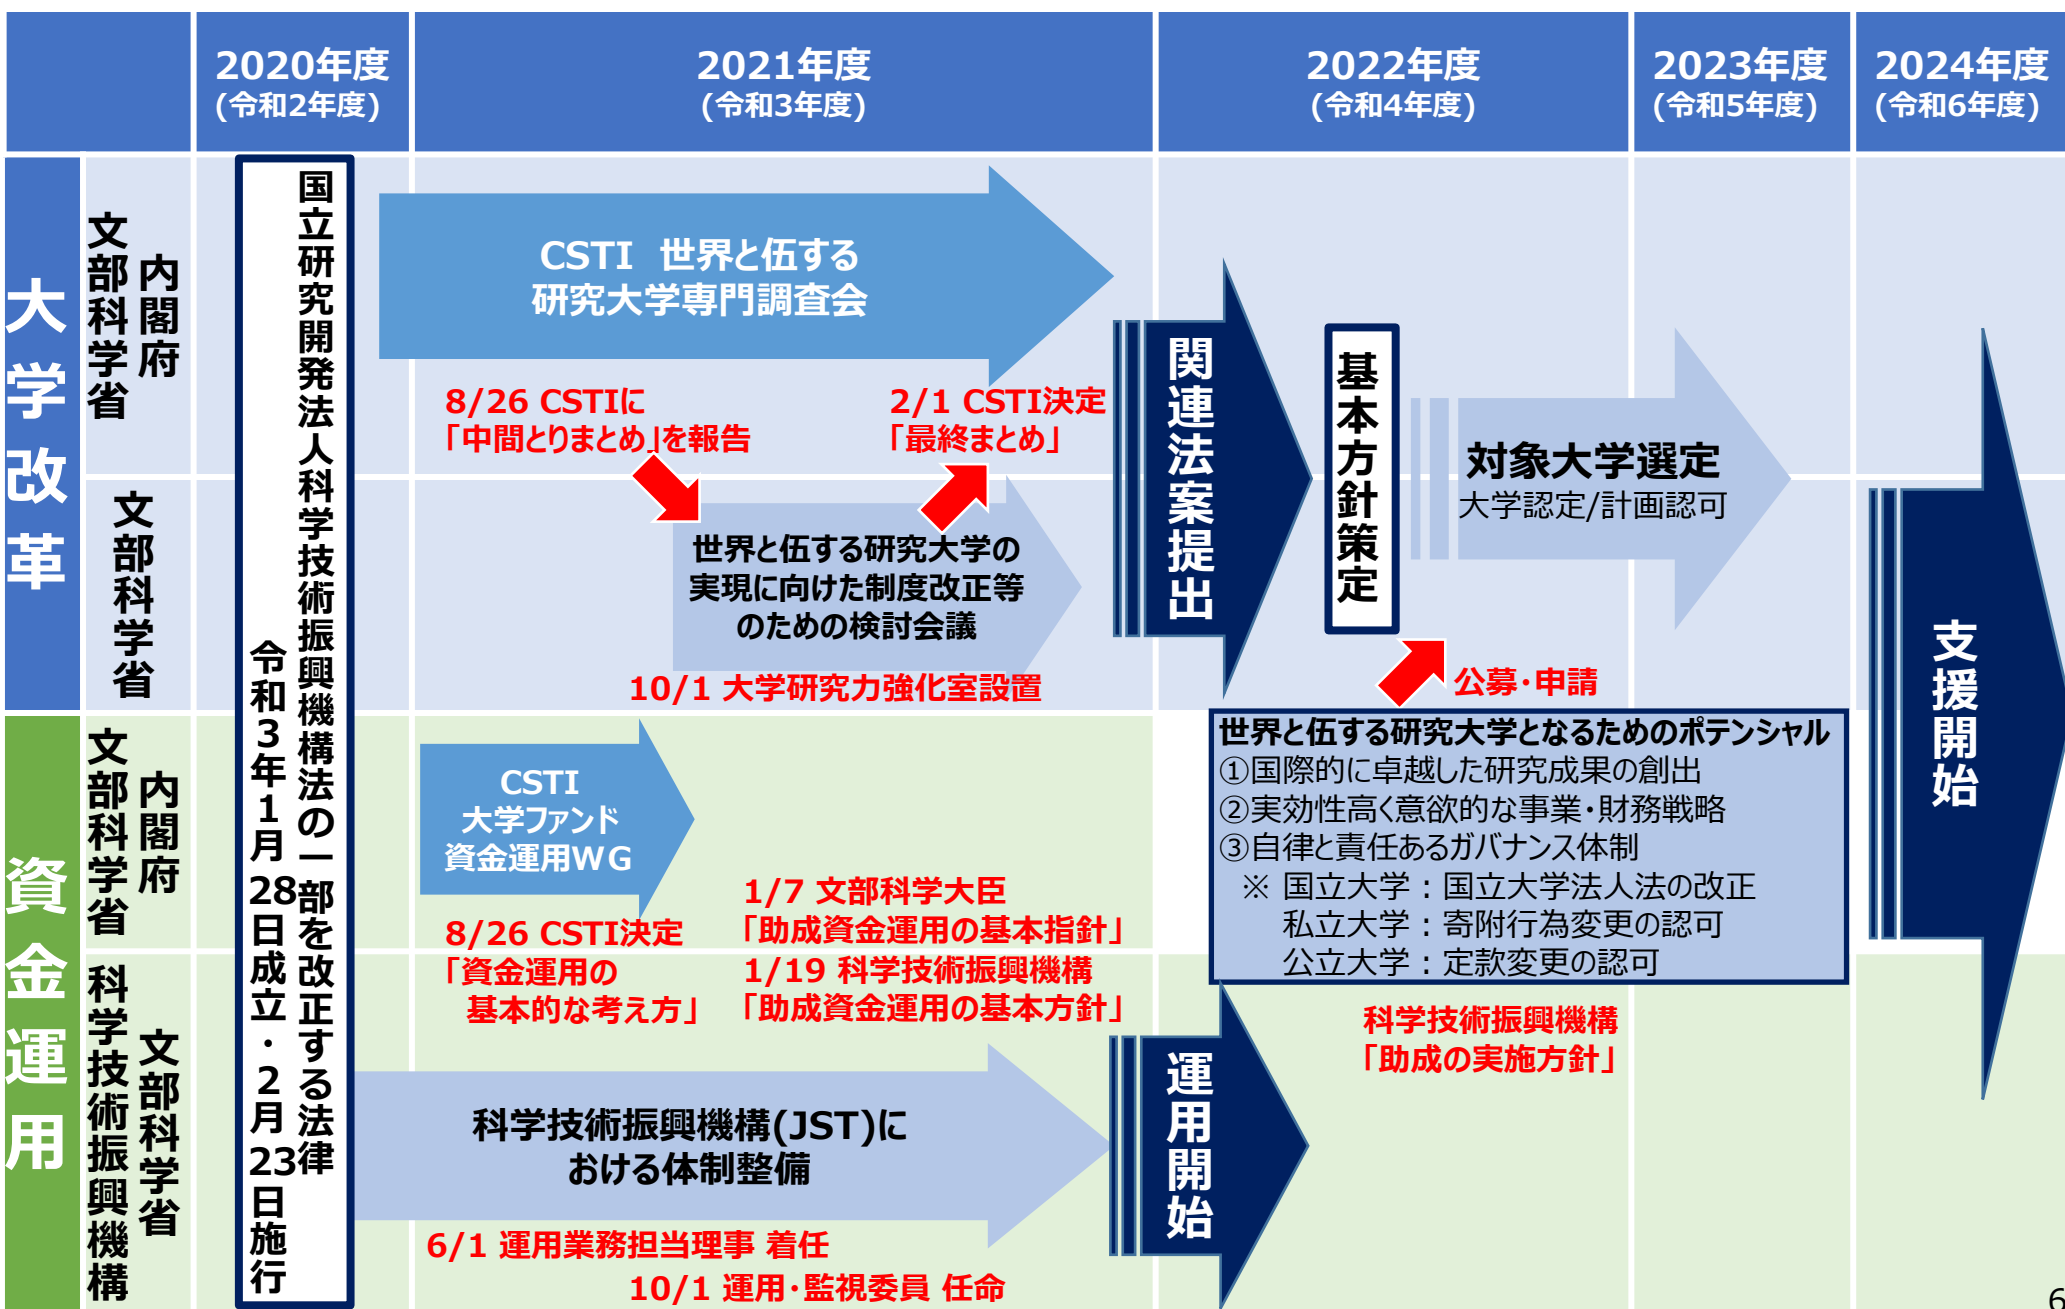 2020年度
(令和2年度)
2021年度
(令和3年度)
2022年度
(令和4年度)
2023年度
(令和5年度)
2024年度
(令和6年度)
大学改革
内閣府
文部科学省
文部科学省
資金運用
内閣府
文部科学省
文部科学省
科学技術振興機構
国立研究開発法人科学技術振興機構法の一部を改正する法律
令和3年1月28日成立・2月23日施行
CSTI 世界と伍する
研究大学専門調査会
8/26 CSTIに
「中間とりまとめ」を報告
2/1 CSTI決定
「最終まとめ」
世界と伍する研究大学の
実現に向けた制度改正等
のための検討会議
10/1 大学研究力強化室設置
関連法案提出
基本方針策定
対象大学選定
大学認定/計画認可
公募・申請
支援開始
世界と伍する研究大学となるためのポテンシャル
①国際的に卓越した研究成果の創出
②実効性高く意欲的な事業・財務戦略
③自律と責任あるガバナンス体制
※ 国立大学：国立大学法人法の改正
私立大学：寄附行為変更の認可
公立大学：定款変更の認可
CSTI
大学ファンド
資金運用WG
8/26 CSTI決定
「資金運用の
基本的な考え方」
1/7 文部科学大臣
「助成資金運用の基本指針」
1/19 科学技術振興機構
「助成資金運用の基本方針」
科学技術振興機構(JST)に
おける体制整備
6/1 運用業務担当理事 着任
10/1 運用・監視委員 任命
運用開始
科学技術振興機構
「助成の実施方針」
6